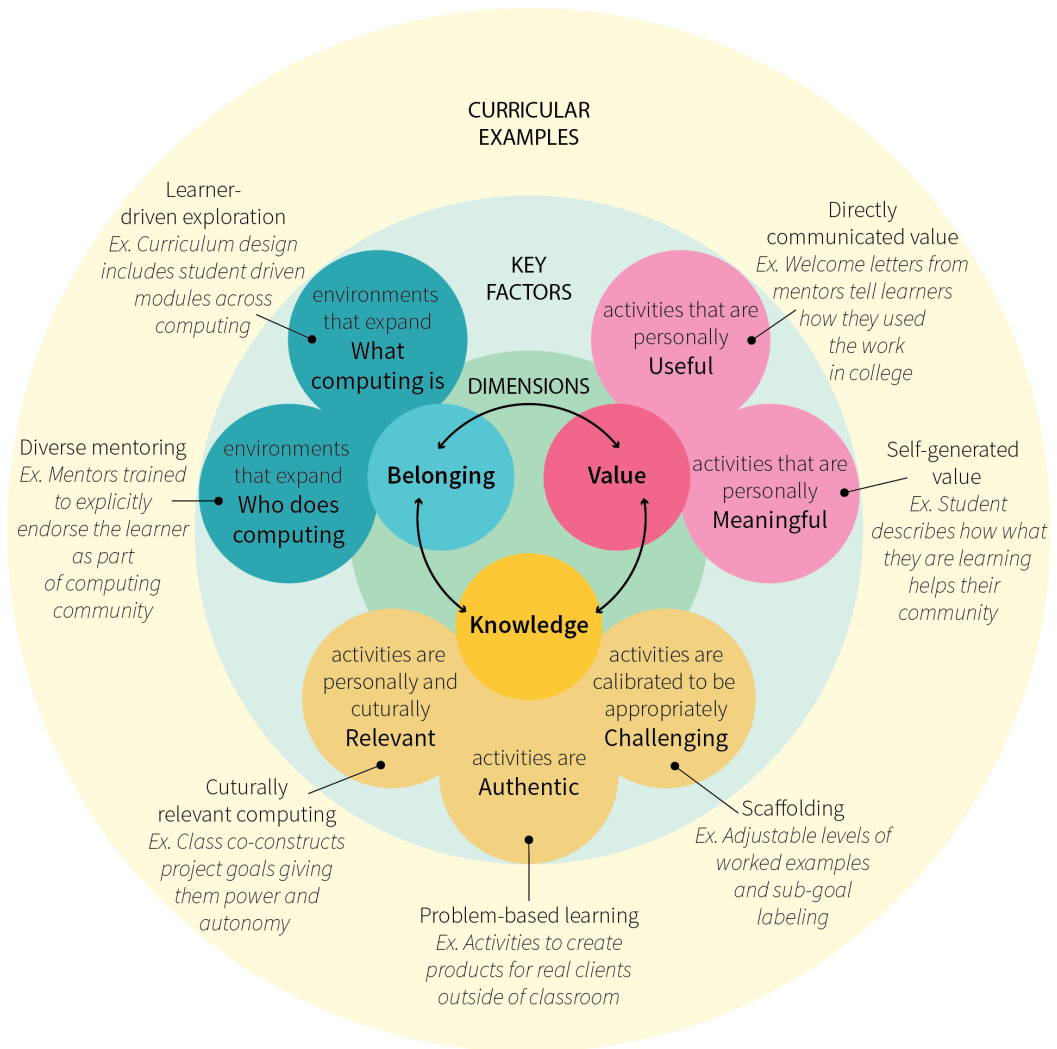 CURRICULAR
EXAMPLES
Learner-
driven exploration
Ex. Curriculum design
includes student driven
modules across
computing
Directly
communicated value
Ex. Welcome letters from
mentors tell learners
how they used
the work
in college
KEY
FACTORS
environments
that expand
What
computing is
activities that are
personally
Useful
DIMENSIONS
Diverse mentoring
Ex. Mentors trained
to explicitly
endorse the learner
as part
of computing
community
environments
that expand
Who does
computing
Belonging
Value
activities that are
personally
Meaningful
Self-generated
value
Ex. Student
describes how what
they are learning
helps their
community
Knowledge
activities are
personally and
cuturally
Relevant
activities are
Authentic
activities are
calibrated to be
appropriately
Challenging
Cuturally
relevant computing
Ex. Class co-constructs
project goals giving
them power and
autonomy
Problem-based learning
Ex. Activities to create
products for real clients
outside of classroom
Scaffolding
Ex. Adjustable levels of
worked examples
and sub-goal
labeling